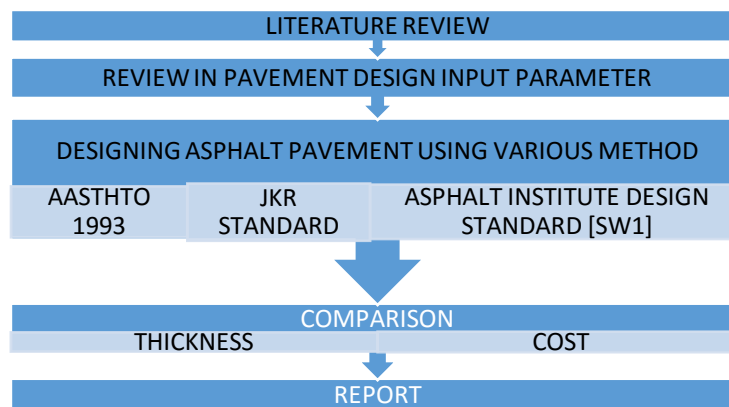 LITERATURE REVIEW
REVIEW IN PAVEMENT DESIGN INPUT PARAMETER
DESIGNING ASPHALT PAVEMENT USING VARIOUS METHOD
AASTHTO
1993
JKR
STANDARD
ASPHALT INSTITUTE DESIGN
STANDARD [SW1]
COMPARISON
THICKNESS
COST
REPORT